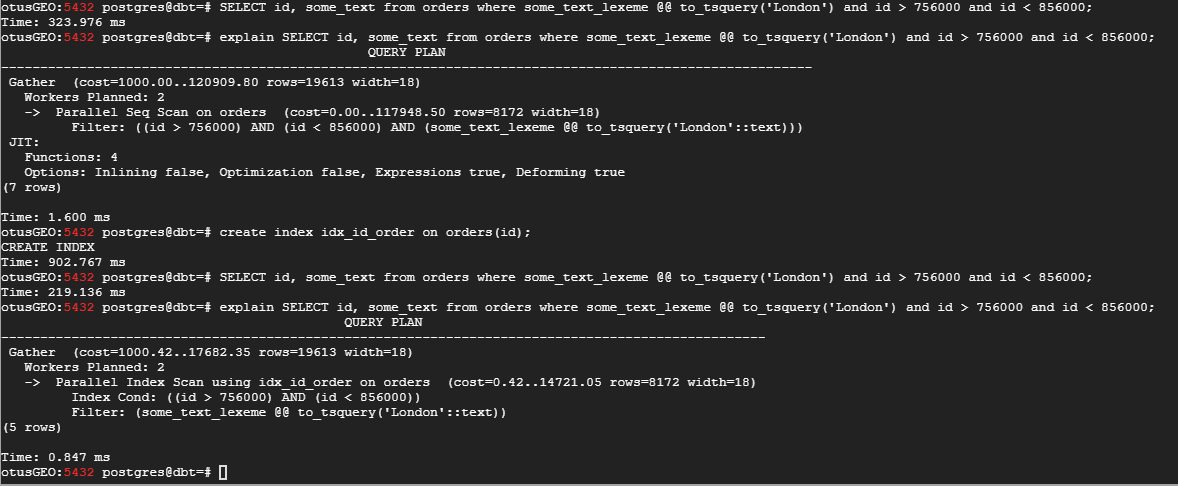 otusGEO:5432 postgres@dbt=# SELECT id, some_text from orders where some_text_lexeme @@ to_tsquery('London') and id > 756000 and id < 856000;
Time: 323.976 ms
otusGEO:5432 postgres@dbt=# explain SELECT id, some_text from orders where some_text_lexeme @@ to_tsquery('London') and id > 756000 and id < 856000;
QUERY PLAN
--------------------------------------------------------------------------------------------------------
Gather  (cost=1000.00..120909.80 rows=19613 width=18)
Workers Planned: 2
->  Parallel Seq Scan on orders  (cost=0.00..117948.50 rows=8172 width=18)
Filter: ((id > 756000) AND (id < 856000) AND (some_text_lexeme @@ to_tsquery('London'::text)))
JIT:
Functions: 4
Options: Inlining false, Optimization false, Expressions true, Deforming true
(7 rows)
Time: 1.600 ms
otusGEO:5432 postgres@dbt=# create index idx_id_order on orders(id);
CREATE INDEX
Time: 902.767 ms
otusGEO:5432 postgres@dbt=# SELECT id, some_text from orders where some_text_lexeme @@ to_tsquery('London') and id > 756000 and id < 856000;
Time: 219.136 ms
otusGEO:5432 postgres@dbt=# explain SELECT id, some_text from orders where some_text_lexeme @@ to_tsquery('London') and id > 756000 and id < 856000;
QUERY PLAN
--------------------------------------------------------------------------------------------------
Gather  (cost=1000.42..17682.35 rows=19613 width=18)
Workers Planned: 2
->  Parallel Index Scan using idx_id_order on orders  (cost=0.42..14721.05 rows=8172 width=18)
Index Cond: ((id > 756000) AND (id < 856000))
Filter: (some_text_lexeme @@ to_tsquery('London'::text))
(5 rows)
Time: 0.847 ms
otusGEO:5432 postgres@dbt=#